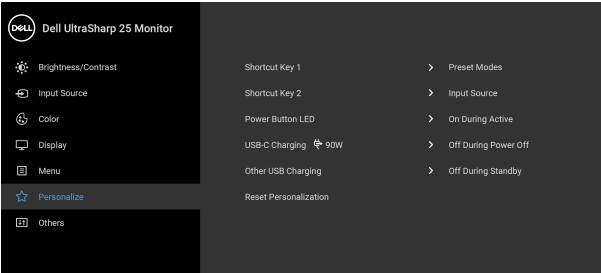 DELL Dell UltraSharp 25 Monitor
Brightness/Contrast Shortcut Key 1 Preset Modes
Input Source Shortcut Key 2 Input Source
Color Power Button LED On During Active
Display USB-C Charging 90W Off During Power Off
Menu Other USB Charging Off During Standby
Personalize Reset Personalization
Others